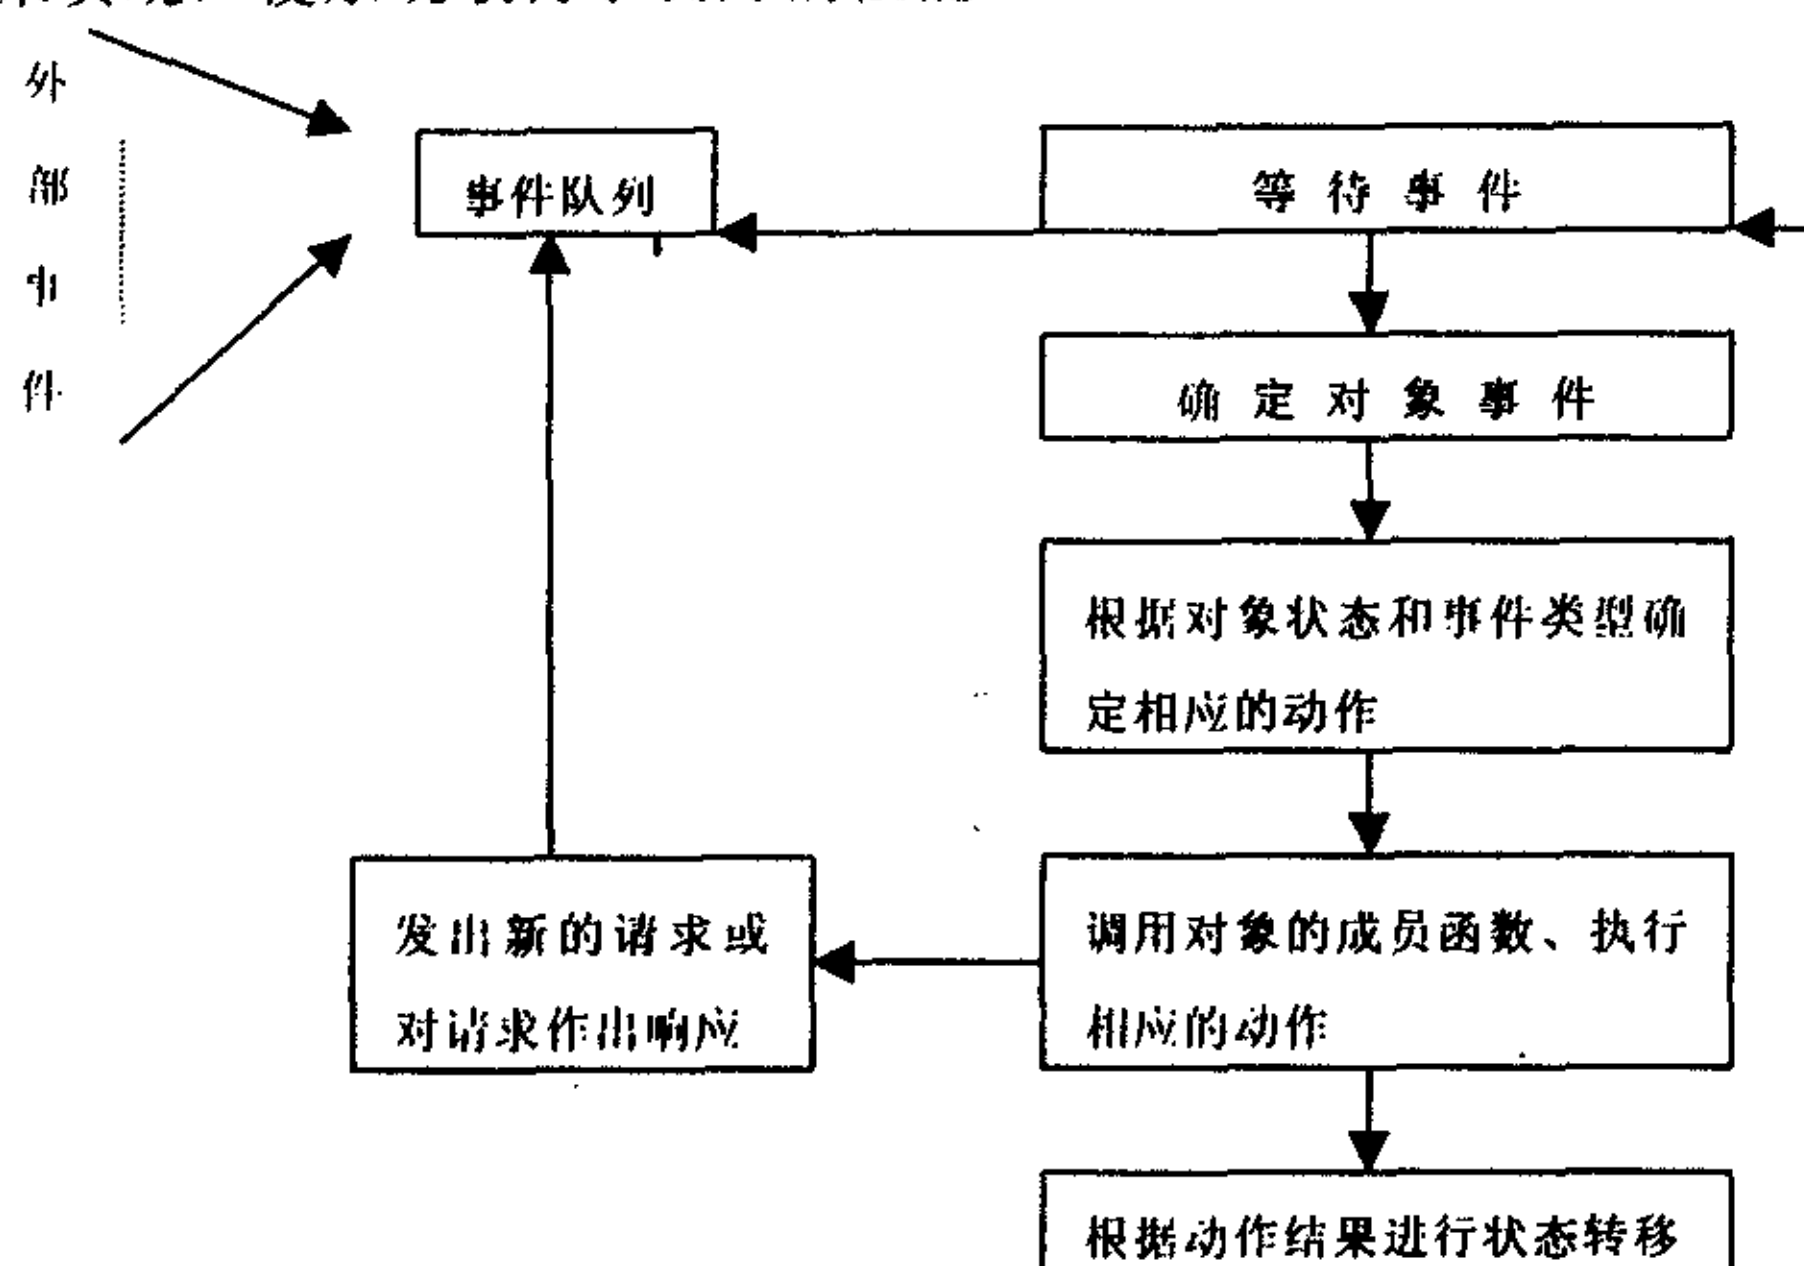 外
部
事
件
事件队列
等待事件
确定对象事件
根据对象状态和事件类型确
定相应的动作
发出新的请求或
对请求作出响应
调用对象的成员函数、执行
相应的动作
根据动作结果进行状态转移